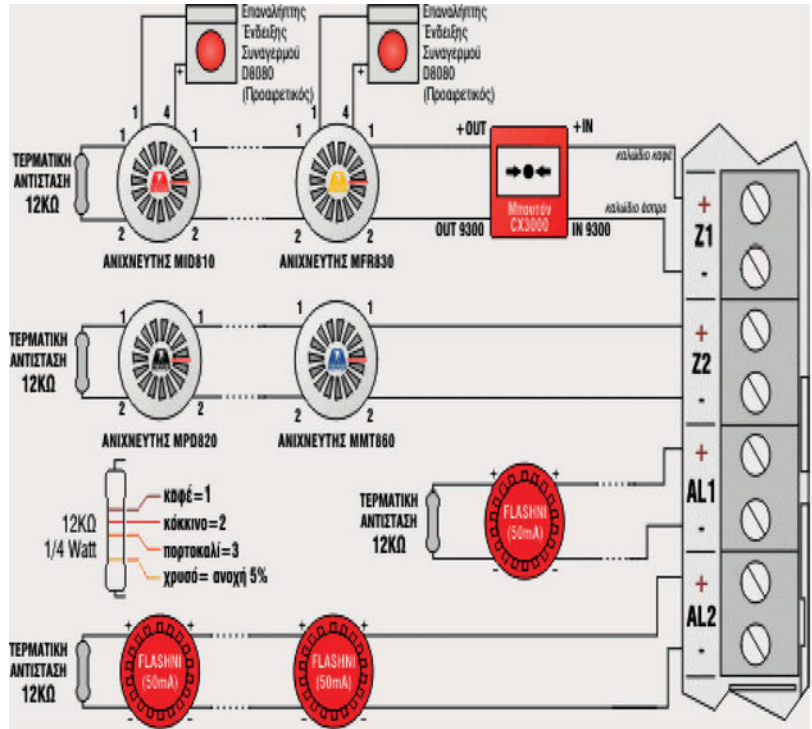 Επαναλήπτης
Ένδειξης
Συναγερμού
D8080
(Προαιρετικός)
Επαναλήπτης
Ένδειξης
Συναγερμού
D8080
(Προαιρετικός)
+ +
1 4 1 4
1 1 1 1 +OUT +IN
ΤΕΡΜΑΤΙΚΗ
ΑΝΤΙΣΤΑΣΗ
12ΚΩ
καλώδιο καφέ
καλώδιο άσπρο
Μπουτόν
CX3000
2 2 2 2 OUT 9300 IN 9300
ΑΝΙΧΝΕΥΤΗΣ MID810 ΑΝΙΧΝΕΥΤΗΣ MFR830
+
Z1
-
1 1 1 1
ΤΕΡΜΑΤΙΚΗ
ΑΝΤΙΣΤΑΣΗ
12ΚΩ
2 2 2 2
ΑΝΙΧΝΕΥΤΗΣ MPD820 ΑΝΙΧΝΕΥΤΗΣ MMT860
+
Z2
-
12ΚΩ
1/4 Watt
καφέ=1
κόκκινο=2
πορτοκαλί=3
χρυσό= ανοχή 5%
ΤΕΡΜΑΤΙΚΗ
ΑΝΤΙΣΤΑΣΗ
12ΚΩ
+ +
FLASHNI
(50mA)
- -
+
AL1
-
ΤΕΡΜΑΤΙΚΗ
ΑΝΤΙΣΤΑΣΗ
12ΚΩ
+ + + +
FLASHNI
(50mA)
FLASHNI
(50mA)
- - - -
+
AL2
-